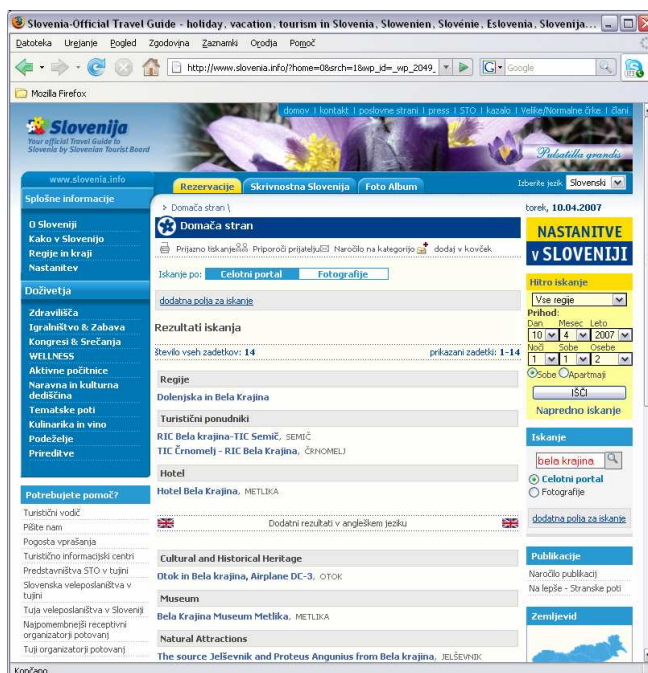 Slovenia-Official Travel Guide - holiday, vacation, tourism in Slovenia, Slowenien, Slovénie, Eslovenia, Slovenija...
Datoteka Urejanje Pogled Zgodovina Zaznamki Orodja Pomoč
http://www.slovenia.info/?home=0&srch=1&wp_id=_wp_2049_
Google
Mozilla Firefox
domov | kontakt | poslovne strani | press | STO | kazalo | Velike/Normalne črke | člani
Slovenija
Your official Travel Guide to
Slovenia by Slovenian Tourist Board
Pulsatilla grandis
www.slovenia.info
Rezervacije Skrivnostna Slovenija Foto Album
Izberite jezik Slovenski
Splošne informacije
O Sloveniji
Kako v Slovenijo
Regije in kraji
Nastanitev
Doživetja
Zdravilišča
Igralništvo & Zabava
Kongresi & Srečanja
WELLNESS
Aktivne počitnice
Naravna in kulturna
dediščina
Tematske poti
Kulinarika in vino
Podeželje
Prireditve
Potrebujete pomoč?
Turistični vodič
Pišite nam
Pogosta vprašanja
Turistično informacijski centri
Predstavništva STO v tujini
Slovenska veleposlaništva v
tujini
Tuja veleposlaništva v Sloveniji
Najpomembnejši receptivni
organizatorji potovanj
Tuji organizatorji potovanj
> Domača stran \
Domača stran
Prijazno tiskanje Priporoči prijatelju Naročilo na kategorijo dodaj v kovček
Iskanje po: Celotni portal Fotografije
dodatna polja za iskanje
Rezultati iskanja
število vseh zadetkov: 14 prikazani zadetki: 1-14
Regije
Dolenjska in Bela Krajina
Turistični ponudniki
RIC Bela krajina-TIC Semič, SEMIČ
TIC Črnomelj - RIC Bela Krajina, ČRNOMELJ
Hotel
Hotel Bela Krajina, METLIKA
Dodatni rezultati v angleškem jeziku
Cultural and Historical Heritage
Otok in Bela krajina, Airplane DC-3, OTOK
Museum
Bela Krajina Museum Metlika, METLIKA
Natural Attractions
The source Jelševnik and Proteus Angunius from Bela krajina, JELŠEVNIK
torek, 10.04.2007
NASTANITVE
v SLOVENIJI
Hitro iskanje
Vse regije
Prihod:
Dan Mesec Leto
10 4 2007
Noči Sobe Osebe
1 1 2
Sobe Apartmaji
IŠČI
Napredno iskanje
Iskanje
bela krajina
Celotni portal
Fotografije
dodatna polja za iskanje
Publikacije
Naročilo publikacij
Na lepše - Stranske poti
Zemljevid
Končano